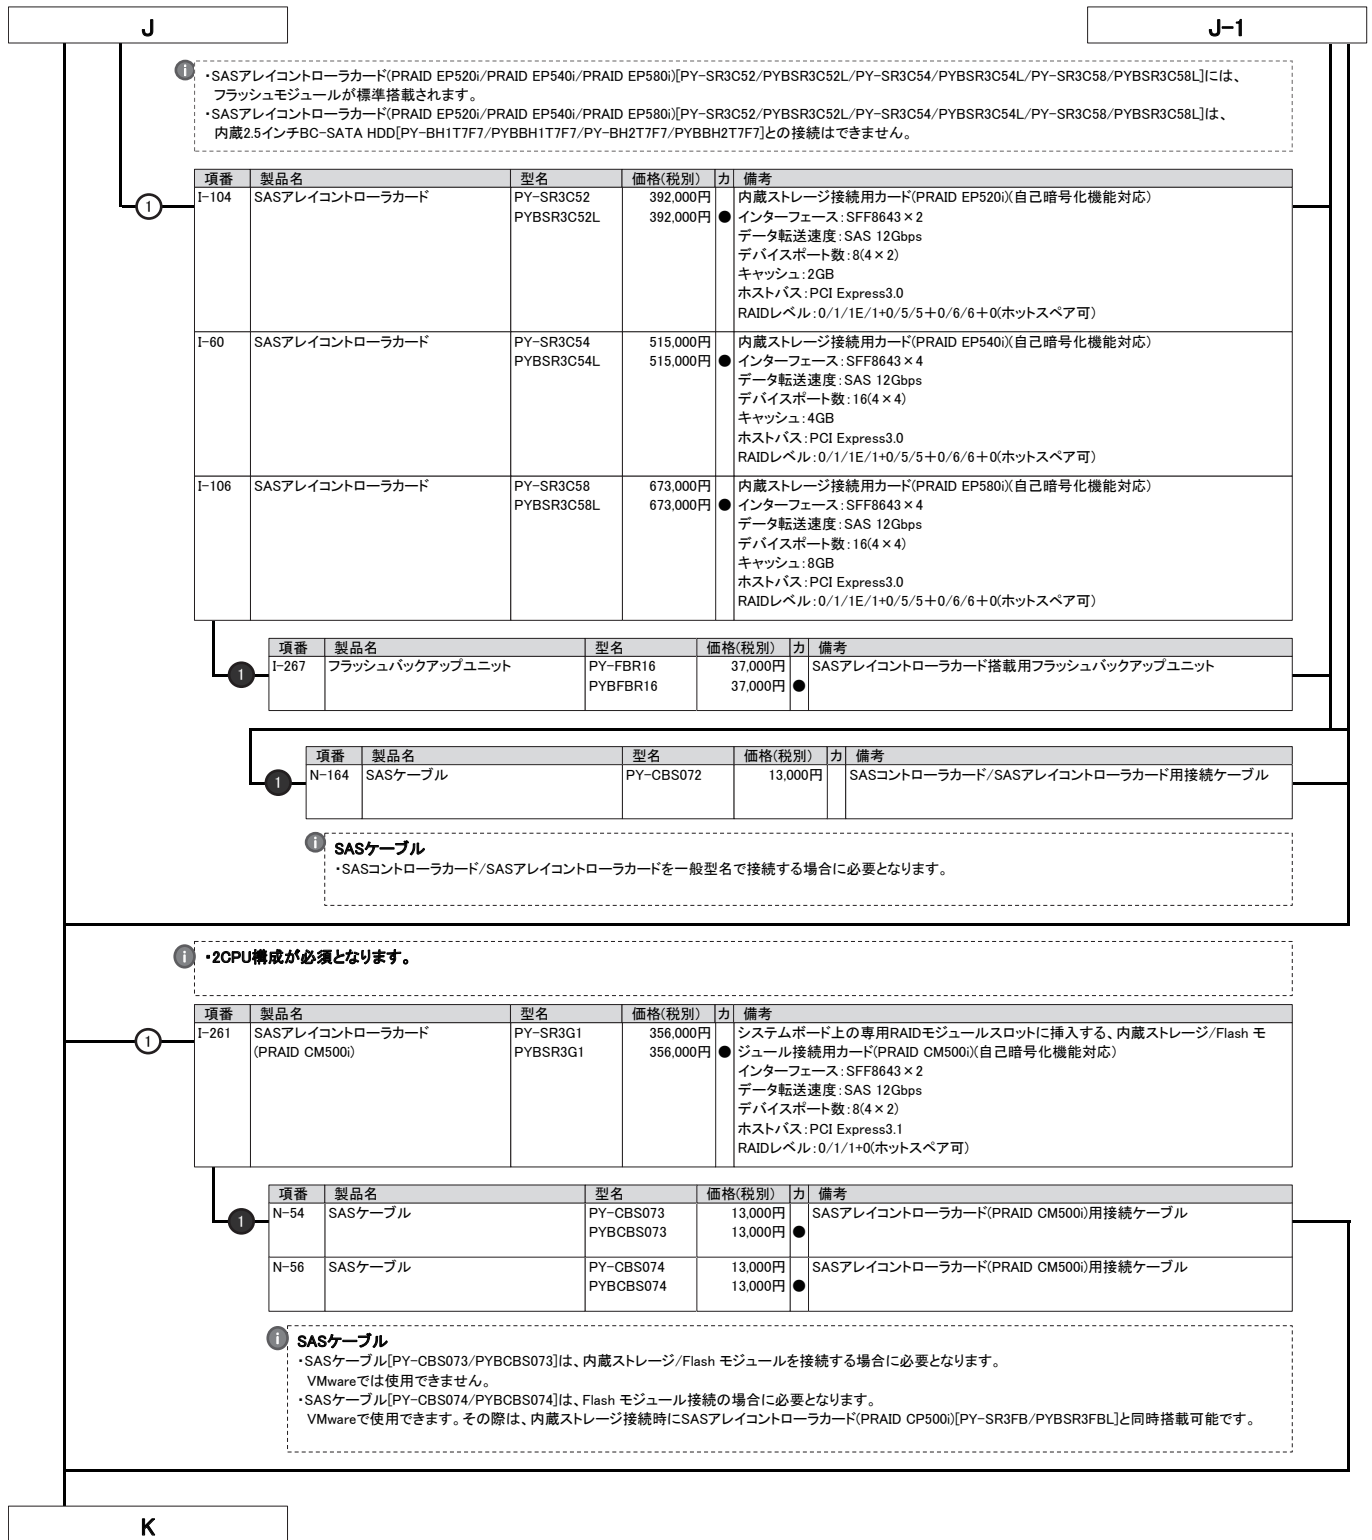 J
J-1
・SASアレイコントローラカード(PRAID EP520i/PRAID EP540i/PRAID EP580i)[PY-SR3C52/PYBSR3C52L/PY-SR3C54/PYBSR3C54L/PY-SR3C58/PYBSR3C58L]には、
フラッシュモジュールが標準搭載されます。
・SASアレイコントローラカード(PRAID EP520i/PRAID EP540i/PRAID EP580i)[PY-SR3C52/PYBSR3C52L/PY-SR3C54/PYBSR3C54L/PY-SR3C58/PYBSR3C58L]は、
内蔵2.5インチBC-SATA HDD[PY-BH1T7F7/PYBBH1T7F7/PY-BH2T7F7/PYBBH2T7F7]との接続はできません。
項番 製品名 型名 価格(税別) カ 備考
1 I-104 SASアレイコントローラカード PY-SR3C52 392,000円 内蔵ストレージ接続用カード(PRAID EP520i)(自己暗号化機能対応)
PYBSR3C52L 392,000円 ● インターフェース:SFF8643×2
データ転送速度:SAS 12Gbps
デバイスポート数:8(4×2)
キャッシュ:2GB
ホストバス:PCI Express3.0
RAIDレベル:0/1/1E/1+0/5/5+0/6/6+0(ホットスペア可)
I-60 SASアレイコントローラカード PY-SR3C54 515,000円 内蔵ストレージ接続用カード(PRAID EP540i)(自己暗号化機能対応)
PYBSR3C54L 515,000円 ● インターフェース:SFF8643×4
データ転送速度:SAS 12Gbps
デバイスポート数:16(4×4)
キャッシュ:4GB
ホストバス:PCI Express3.0
RAIDレベル:0/1/1E/1+0/5/5+0/6/6+0(ホットスペア可)
I-106 SASアレイコントローラカード PY-SR3C58 673,000円 内蔵ストレージ接続用カード(PRAID EP580i)(自己暗号化機能対応)
PYBSR3C58L 673,000円 ● インターフェース:SFF8643×4
データ転送速度:SAS 12Gbps
デバイスポート数:16(4×4)
キャッシュ:8GB
ホストバス:PCI Express3.0
RAIDレベル:0/1/1E/1+0/5/5+0/6/6+0(ホットスペア可)
項番 製品名 型名 価格(税別) カ 備考
1 I-267 フラッシュバックアップユニット PY-FBR16 37,000円 SASアレイコントローラカード搭載用フラッシュバックアップユニット
PYBFBR16 37,000円 ●
項番 製品名 型名 価格(税別) カ 備考
1 N-164 SASケーブル PY-CBS072 13,000円 SASコントローラカード/SASアレイコントローラカード用接続ケーブル
SASケーブル
・SASコントローラカード/SASアレイコントローラカードを一般型名で接続する場合に必要となります。
・2CPU構成が必須となります。
項番 製品名 型名 価格(税別) カ 備考
1 I-261 SASアレイコントローラカード PY-SR3G1 356,000円 システムボード上の専用RAIDモジュールスロットに挿入する、内蔵ストレージ/Flash モ
(PRAID CM500i) PYBSR3G1 356,000円 ● ジュール接続用カード(PRAID CM500i)(自己暗号化機能対応)
インターフェース:SFF8643×2
データ転送速度:SAS 12Gbps
デバイスポート数:8(4×2)
ホストバス:PCI Express3.1
RAIDレベル:0/1/1+0(ホットスペア可)
項番 製品名 型名 価格(税別) カ 備考
1 N-54 SASケーブル PY-CBS073 13,000円 SASアレイコントローラカード(PRAID CM500i)用接続ケーブル
PYBCBS073 13,000円 ●
N-56 SASケーブル PY-CBS074 13,000円 SASアレイコントローラカード(PRAID CM500i)用接続ケーブル
PYBCBS074 13,000円 ●
SASケーブル
・SASケーブル[PY-CBS073/PYBCBS073]は、内蔵ストレージ/Flash モジュールを接続する場合に必要となります。
VMwareでは使用できません。
・SASケーブル[PY-CBS074/PYBCBS074]は、Flash モジュール接続の場合に必要となります。
VMwareで使用できます。その際は、内蔵ストレージ接続時にSASアレイコントローラカード(PRAID CP500i)[PY-SR3FB/PYBSR3FBL]と同時搭載可能です。
K